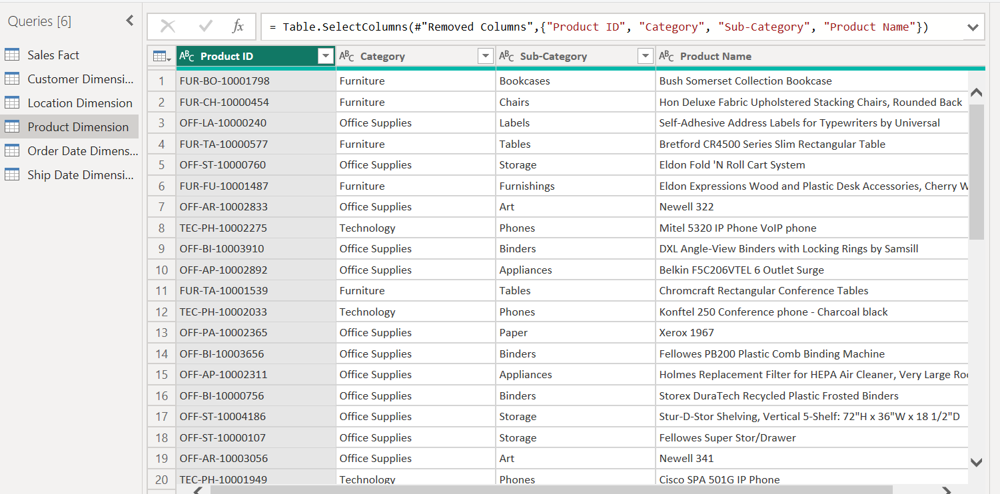 Queries [6]
fx
= Table.SelectColumns(#"Removed Columns",{"Product ID", "Category", "Sub-Category", "Product Name"})
Sales Fact
Customer Dimensi...
Location Dimension
Product Dimension
Order Date Dimens...
Ship Date Dimensi...
ABC Product ID ABC Category ABC Sub-Category ABC Product Name
1 FUR-BO-10001798 Furniture Bookcases Bush Somerset Collection Bookcase
2 FUR-CH-10000454 Furniture Chairs Hon Deluxe Fabric Upholstered Stacking Chairs, Rounded Back
3 OFF-LA-10000240 Office Supplies Labels Self-Adhesive Address Labels for Typewriters by Universal
4 FUR-TA-10000577 Furniture Tables Bretford CR4500 Series Slim Rectangular Table
5 OFF-ST-10000760 Office Supplies Storage Eldon Fold 'N Roll Cart System
6 FUR-FU-10001487 Furniture Furnishings Eldon Expressions Wood and Plastic Desk Accessories, Cherry W
7 OFF-AR-10002833 Office Supplies Art Newell 322
8 TEC-PH-10002275 Technology Phones Mitel 5320 IP Phone VoIP phone
9 OFF-BI-10003910 Office Supplies Binders DXL Angle-View Binders with Locking Rings by Samsill
10 OFF-AP-10002892 Office Supplies Appliances Belkin F5C206VTEL 6 Outlet Surge
11 FUR-TA-10001539 Furniture Tables Chromcraft Rectangular Conference Tables
12 TEC-PH-10002033 Technology Phones Konftel 250 Conference phone - Charcoal black
13 OFF-PA-10002365 Office Supplies Paper Xerox 1967
14 OFF-BI-10003656 Office Supplies Binders Fellowes PB200 Plastic Comb Binding Machine
15 OFF-AP-10002311 Office Supplies Appliances Holmes Replacement Filter for HEPA Air Cleaner, Very Large Roo
16 OFF-BI-10000756 Office Supplies Binders Storex DuraTech Recycled Plastic Frosted Binders
17 OFF-ST-10004186 Office Supplies Storage Stur-D-Stor Shelving, Vertical 5-Shelf: 72"H x 36"W x 18 1/2"D
18 OFF-ST-10000107 Office Supplies Storage Fellowes Super Stor/Drawer
19 OFF-AR-10003056 Office Supplies Art Newell 341
20 TEC-PH-10001949 Technology Phones Cisco SPA 501G IP Phone